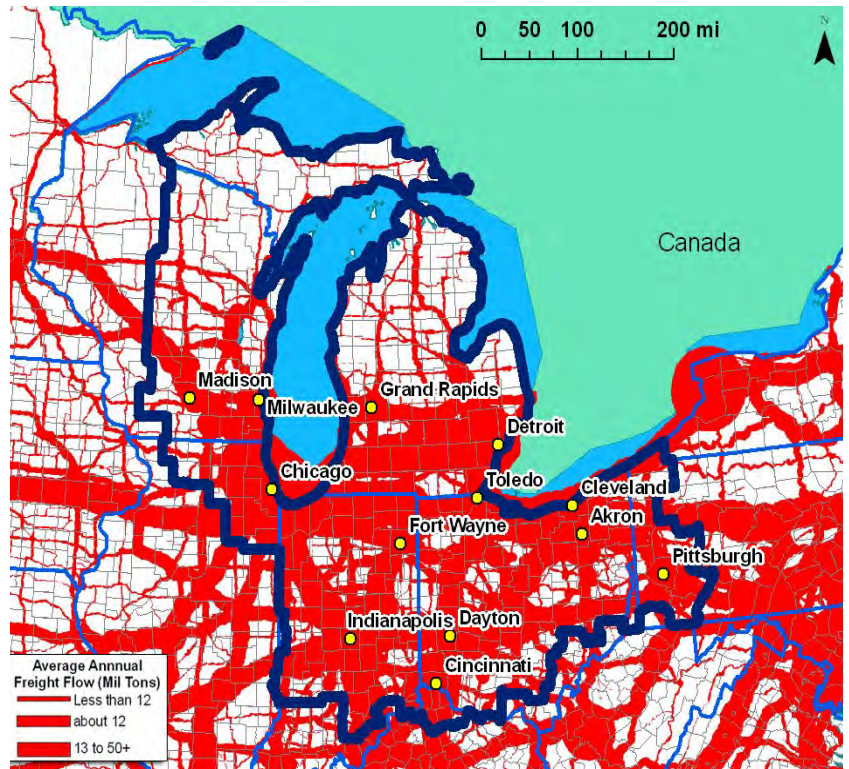 0 50 100 200 mi
N
Canada
Madison
Milwaukee
Grand Rapids
Detroit
Chicago
Toledo
Cleveland
Fort Wayne
Akron
Pittsburgh
Indianapolis
Dayton
Cincinnati
Average Annnual
Freight Flow (Mil Tons)
Less than 12
about 12
13 to 50+